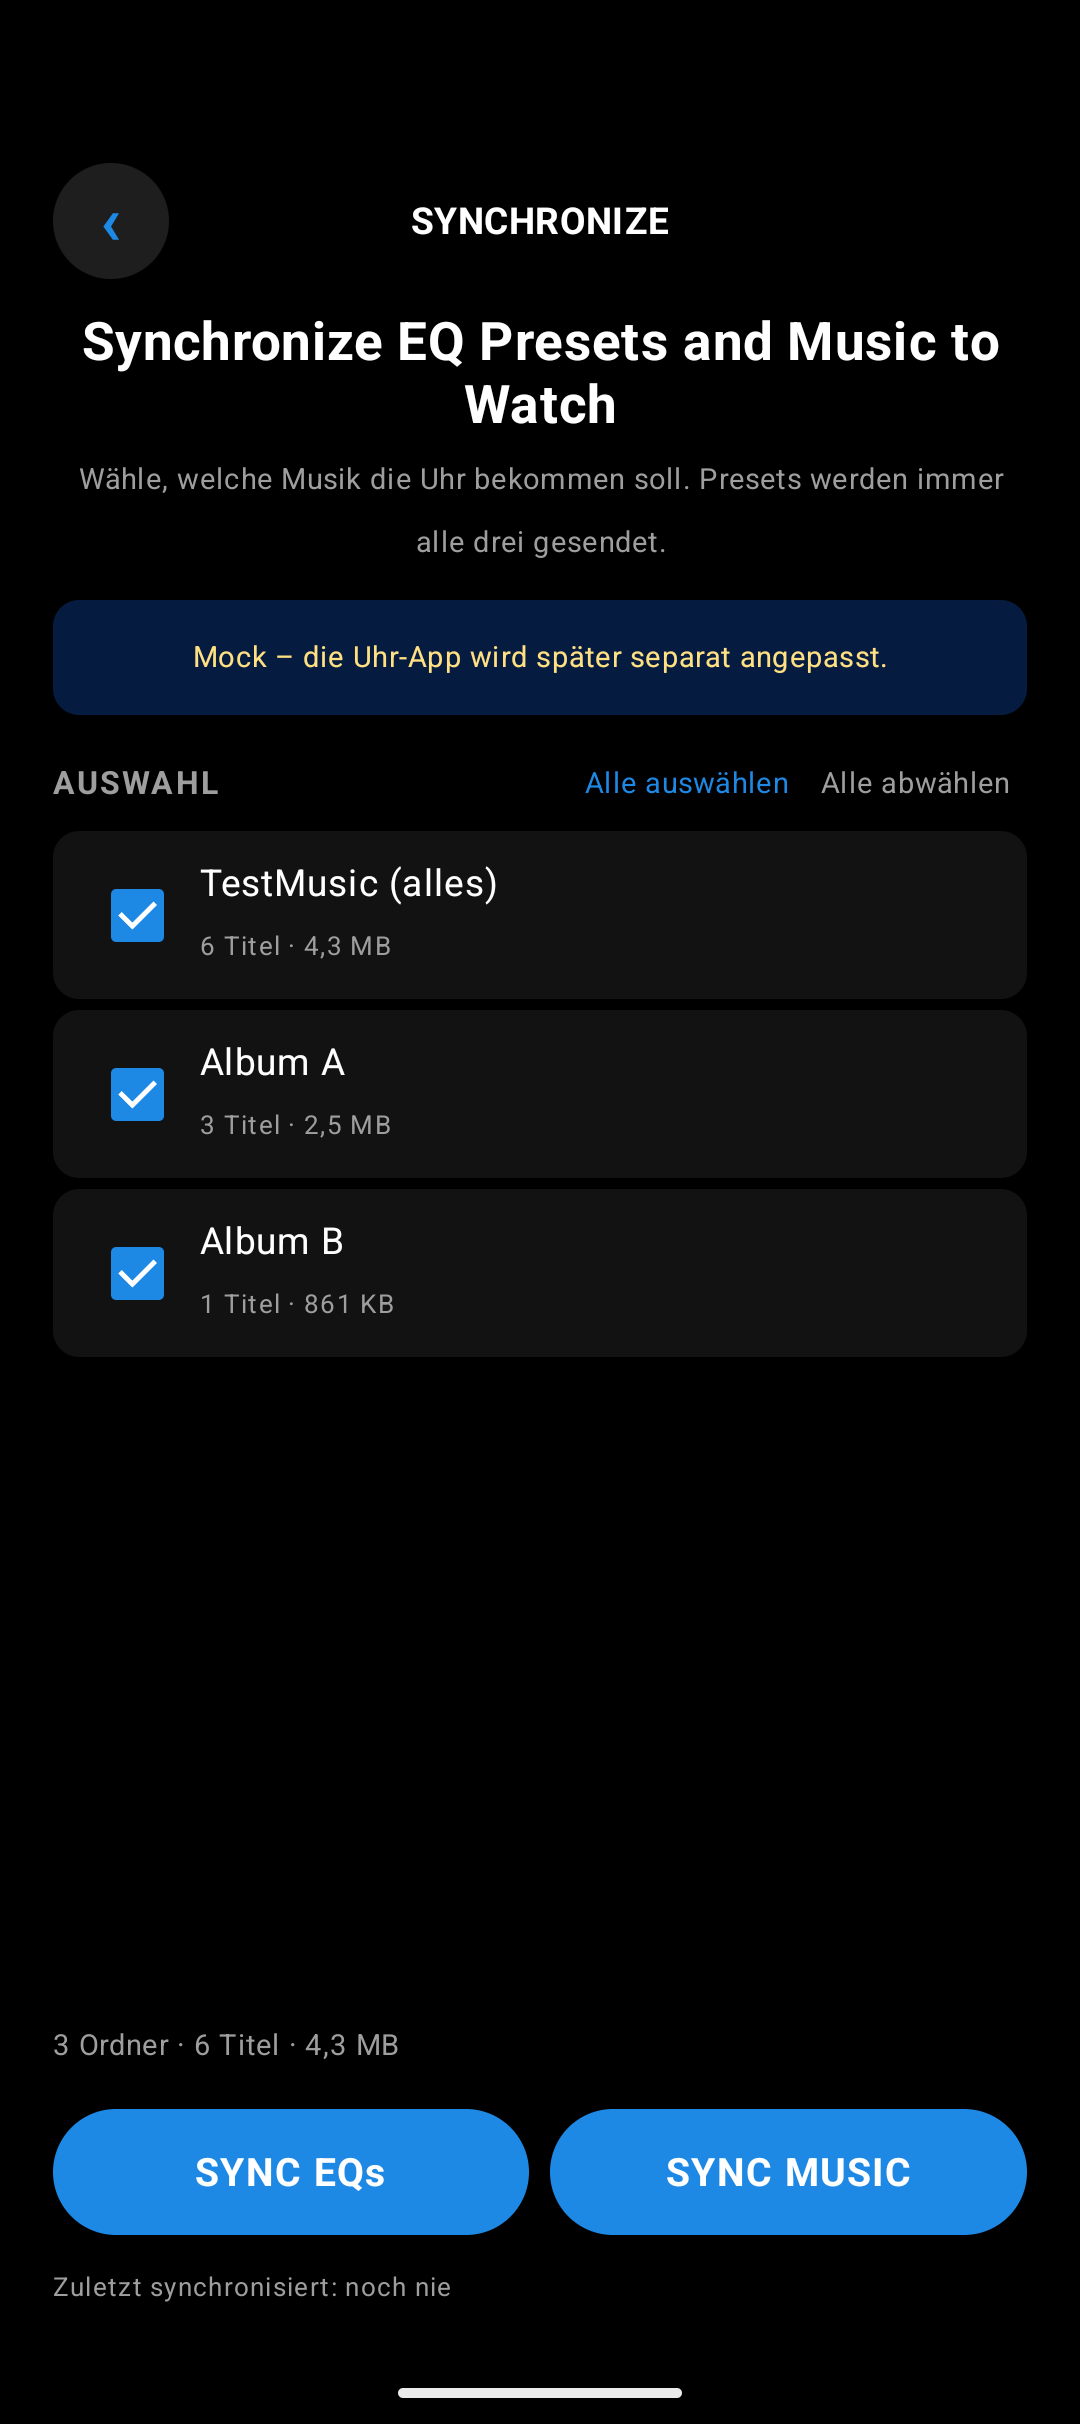 SYNCHRONIZE
Synchronize EQ Presets and Music to
Watch
Wähle, welche Musik die Uhr bekommen soll. Presets werden immer
alle drei gesendet.
Mock – die Uhr-App wird später separat angepasst.
AUSWAHL Alle auswählen Alle abwählen
TestMusic (alles)
6 Titel · 4,3 MB
Album A
3 Titel · 2,5 MB
Album B
1 Titel · 861 KB
3 Ordner · 6 Titel · 4,3 MB
SYNC EQs SYNC MUSIC
Zuletzt synchronisiert: noch nie